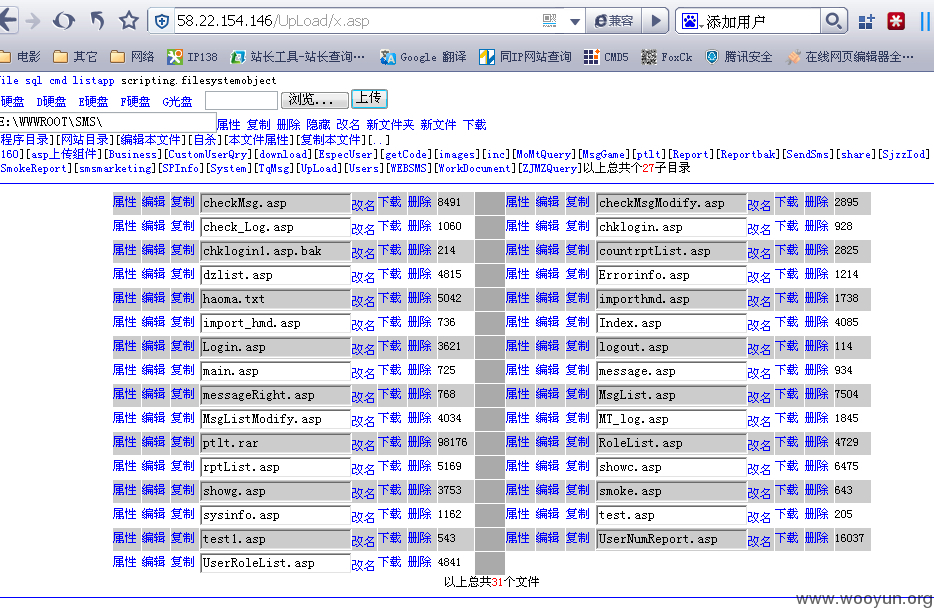 58.22.154.146/UpLoad/x.asp 兼容 添加用户
电影 其它 网络 IP138 站长工具-站长查询… Google 翻译 同IP网站查询 CMD5 FoxCk 腾讯安全 在线网页编辑器全…
file sql cmd listapp scripting.filesystemobject
硬盘 D硬盘 E硬盘 F硬盘 G光盘 浏览... 上传
E:\WWWROOT\SMS\ 属性 复制 删除 隐藏 改名 新文件夹 新文件 下载
程序目录][网站目录][编辑本文件][自杀][本文件属性][复制本文件][..]
160][asp上传组件][Business][CustomUserQry][download][EspecUser][getCode][images][inc][MoMtQuery][MsgGame][ptlt][Report][Reportbak][SendSms][share][SjzzIod]
SmokeReport][smsmarketing][SPInfo][System][TqMsg][UpLoad][Users][WEBSMS][WorkDocument][ZJMZQuery]以上总共个27子目录
属性 编辑 复制 checkMsg.asp 改名 下载 删除 8491 属性 编辑 复制 checkMsgModify.asp 改名 下载 删除 2895
属性 编辑 复制 check_Log.asp 改名 下载 删除 1060 属性 编辑 复制 chklogin.asp 改名 下载 删除 928
属性 编辑 复制 chklogin1.asp.bak 改名 下载 删除 214 属性 编辑 复制 countrptList.asp 改名 下载 删除 2825
属性 编辑 复制 dzlist.asp 改名 下载 删除 4815 属性 编辑 复制 Errorinfo.asp 改名 下载 删除 1214
属性 编辑 复制 haoma.txt 改名 下载 删除 5042 属性 编辑 复制 importhmd.asp 改名 下载 删除 1738
属性 编辑 复制 import_hmd.asp 改名 下载 删除 736 属性 编辑 复制 Index.asp 改名 下载 删除 4085
属性 编辑 复制 Login.asp 改名 下载 删除 3621 属性 编辑 复制 logout.asp 改名 下载 删除 114
属性 编辑 复制 main.asp 改名 下载 删除 725 属性 编辑 复制 message.asp 改名 下载 删除 934
属性 编辑 复制 messageRight.asp 改名 下载 删除 768 属性 编辑 复制 MsgList.asp 改名 下载 删除 7504
属性 编辑 复制 MsgListModify.asp 改名 下载 删除 4034 属性 编辑 复制 MT_log.asp 改名 下载 删除 1845
属性 编辑 复制 ptlt.rar 改名 下载 删除 98176 属性 编辑 复制 RoleList.asp 改名 下载 删除 4729
属性 编辑 复制 rptList.asp 改名 下载 删除 5169 属性 编辑 复制 showc.asp 改名 下载 删除 6475
属性 编辑 复制 showg.asp 改名 下载 删除 3753 属性 编辑 复制 smoke.asp 改名 下载 删除 643
属性 编辑 复制 sysinfo.asp 改名 下载 删除 1162 属性 编辑 复制 test.asp 改名 下载 删除 205
属性 编辑 复制 test1.asp 改名 下载 删除 543 属性 编辑 复制 UserNumReport.asp 改名 下载 删除 16037
属性 编辑 复制 UserRoleList.asp 改名 下载 删除 4841
以上总共31个文件
www.wooyun.org